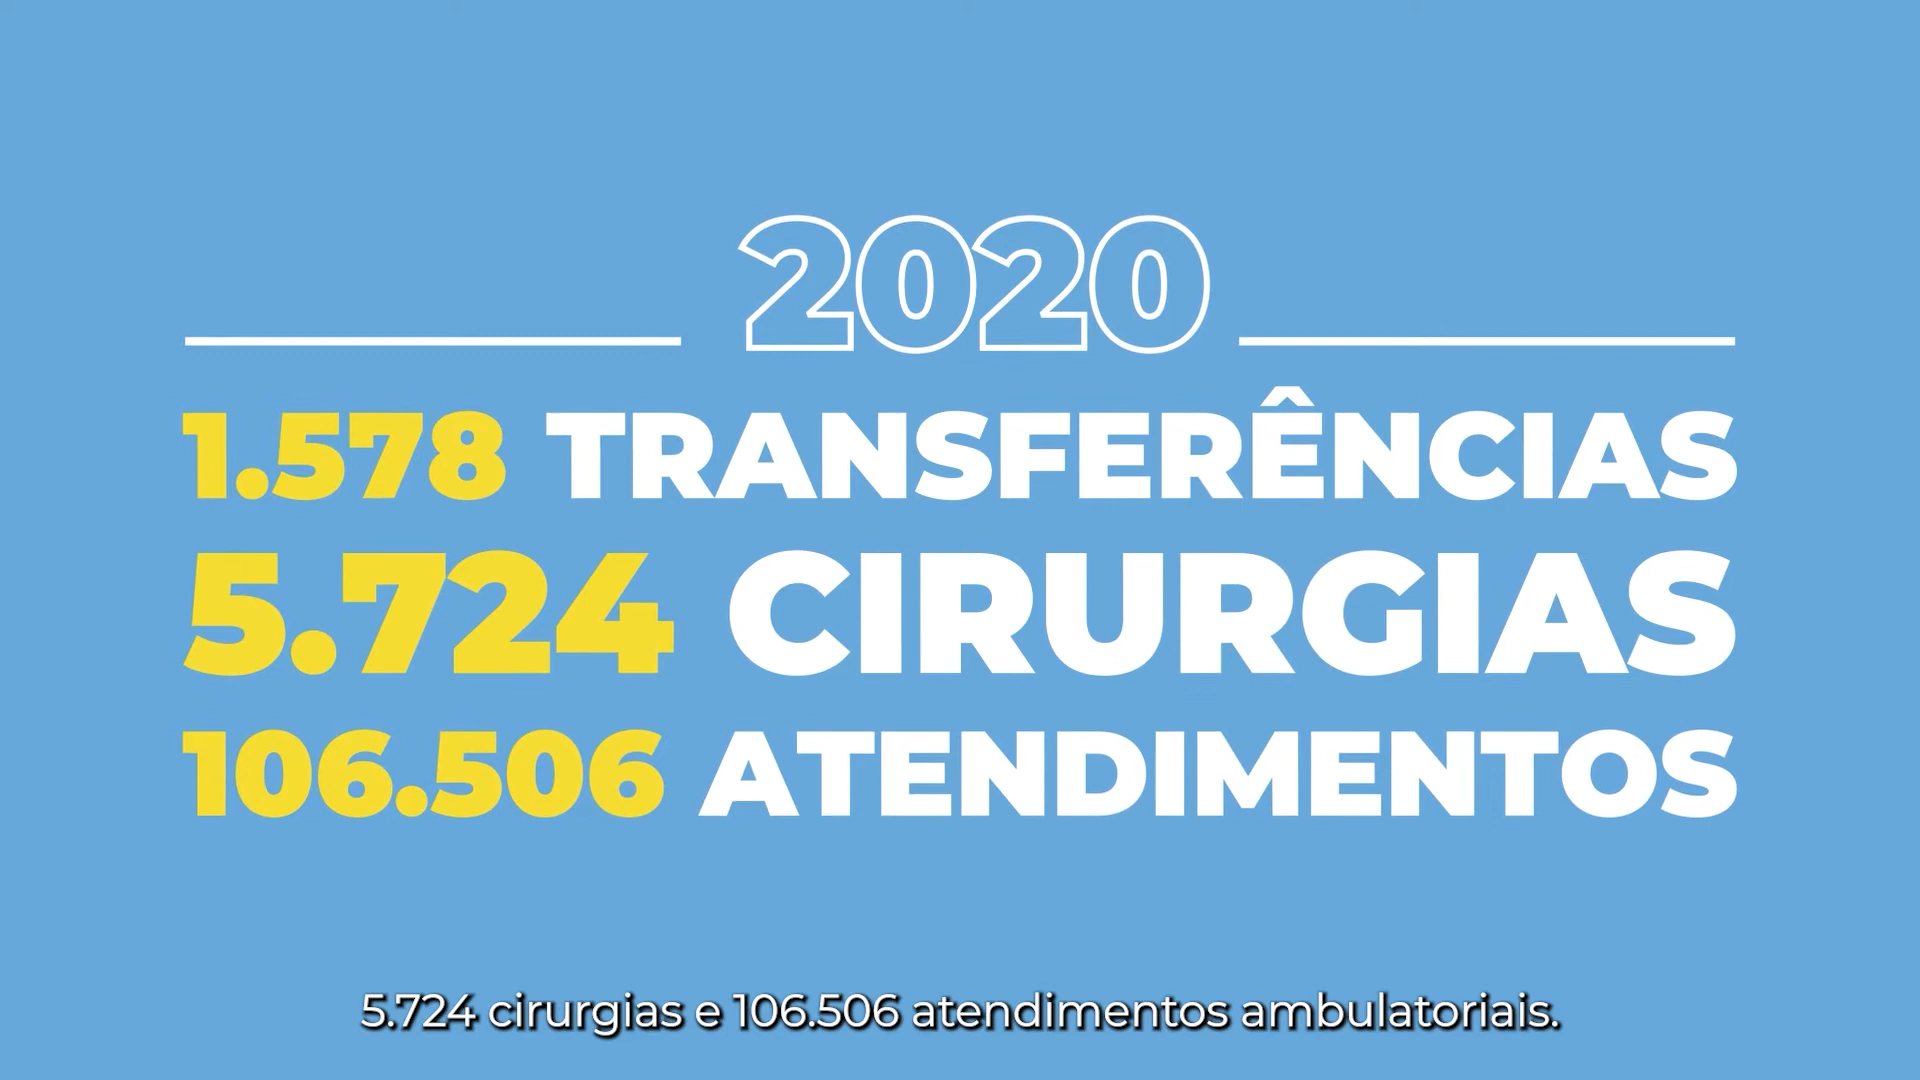 2020
1.578 TRANSFERÊNCIAS
5.724 CIRURGIAS
106.506 ATENDIMENTOS
5.724 cirurgias e 106.506 atendimentos ambulatoriais.